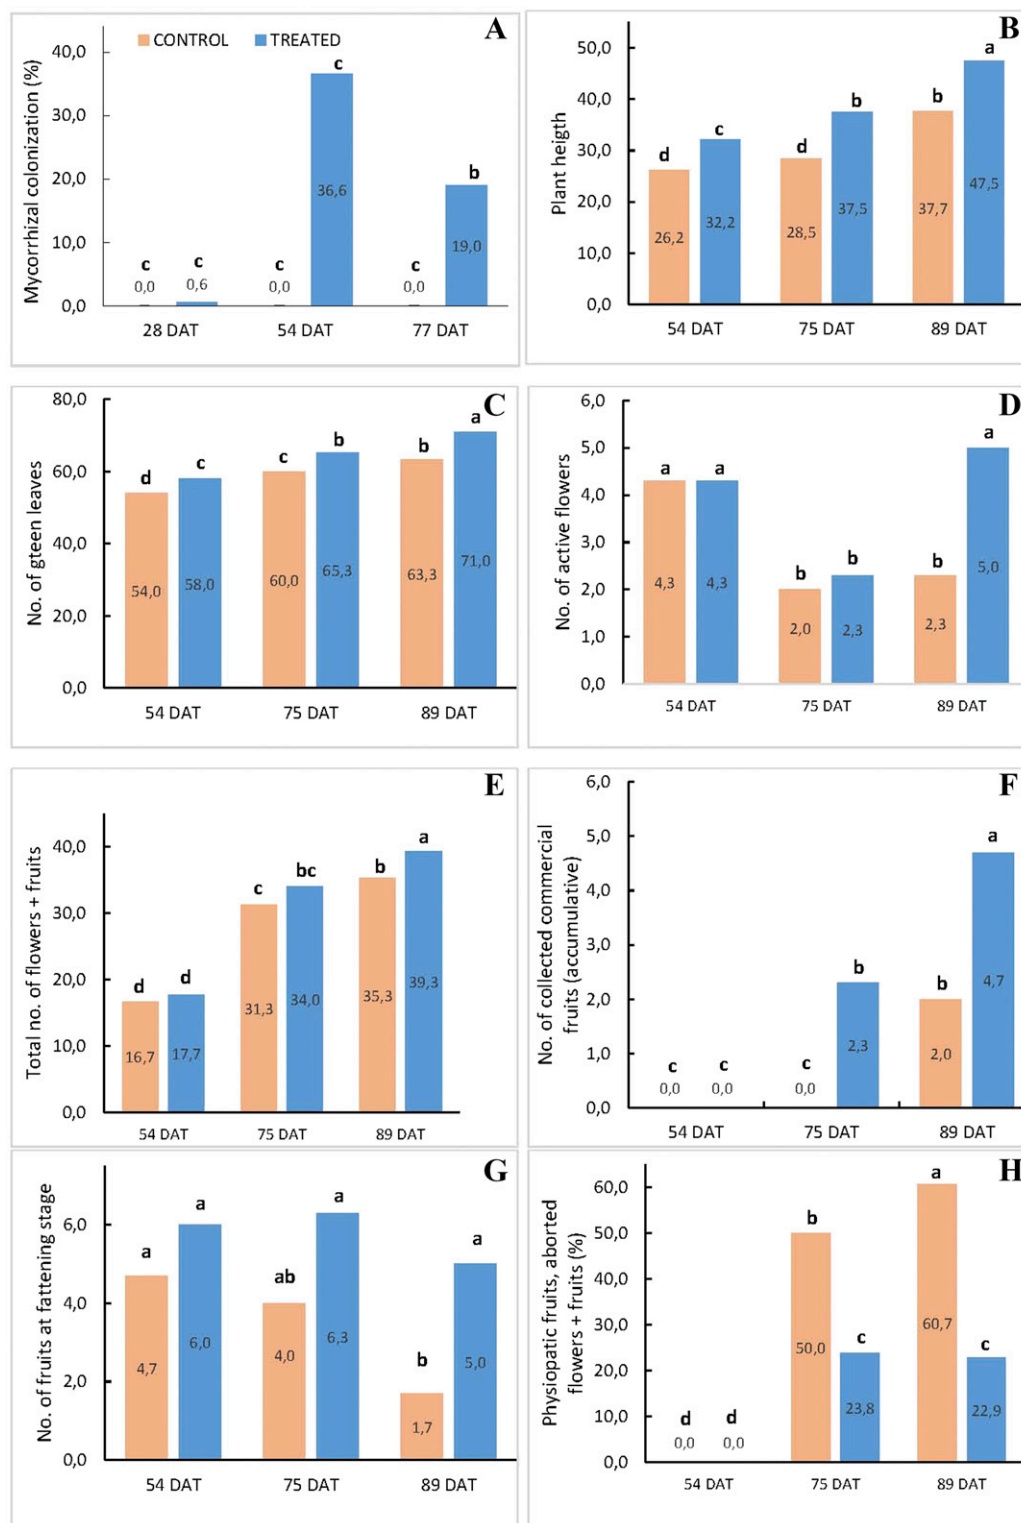 A
CONTROL TREATED
Mycorrhizal colonization (%)
40,0
30,0
20,0
10,0
0,0
c c c c c b
0,0 0,6 0,0 36,6 0,0 19,0
28 DAT 54 DAT 77 DAT
B
Plant heigth
50,0
40,0
30,0
20,0
10,0
0,0
d c d b b a
26,2 32,2 28,5 37,5 37,7 47,5
54 DAT 75 DAT 89 DAT
C
No. of gteen leaves
80,0
60,0
40,0
20,0
0,0
d c c b b a
54,0 58,0 60,0 65,3 63,3 71,0
54 DAT 75 DAT 89 DAT
D
No. of active flowers
6,0
5,0
4,0
3,0
2,0
1,0
0,0
a a b b b a
4,3 4,3 2,0 2,3 2,3 5,0
54 DAT 75 DAT 89 DAT
E
Total no. of flowers + fruits
40,0
30,0
20,0
10,0
0,0
d d c bc b a
16,7 17,7 31,3 34,0 35,3 39,3
54 DAT 75 DAT 89 DAT
F
No. of collected commercial
fruits (accumulative)
6,0
5,0
4,0
3,0
2,0
1,0
0,0
c c c b b a
0,0 0,0 0,0 2,3 2,0 4,7
54 DAT 75 DAT 89 DAT
G
No. of fruits at fattening stage
6,0
4,0
2,0
0,0
a a ab a b a
4,7 6,0 4,0 6,3 1,7 5,0
54 DAT 75 DAT 89 DAT
H
Physiopatic fruits, aborted
flowers + fruits (%)
60,0
50,0
40,0
30,0
20,0
10,0
0,0
d d b c a c
0,0 0,0 50,0 23,8 60,7 22,9
54 DAT 75 DAT 89 DAT